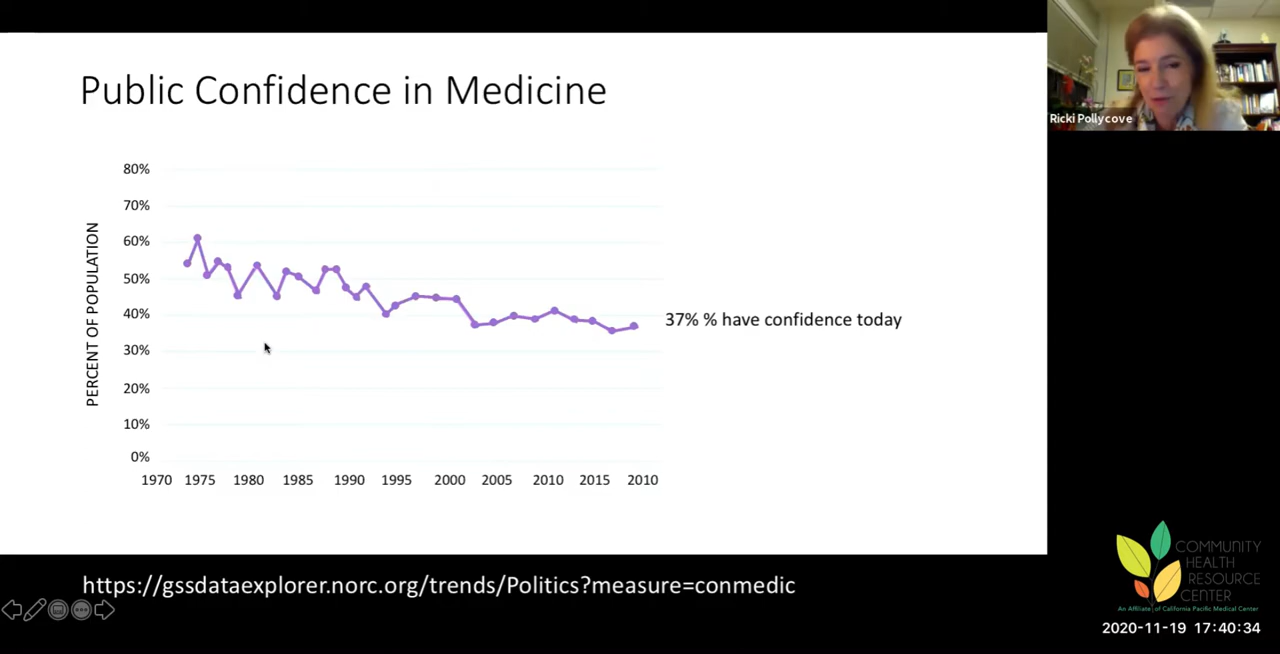 Public Confidence in Medicine
Ricki Pollycove
PERCENT OF POPULATION
80%
70%
60%
50%
40%
30%
20%
10%
0%
37% % have confidence today
1970 1975 1980 1985 1990 1995 2000 2005 2010 2015 2010
https://gssdataexplorer.norc.org/trends/Politics?measure=conmedic
COMMUNITY
HEALTH
RESOURCE
CENTER
An Affiliate of California Pacific Medical Center
2020-11-19 17:40:34